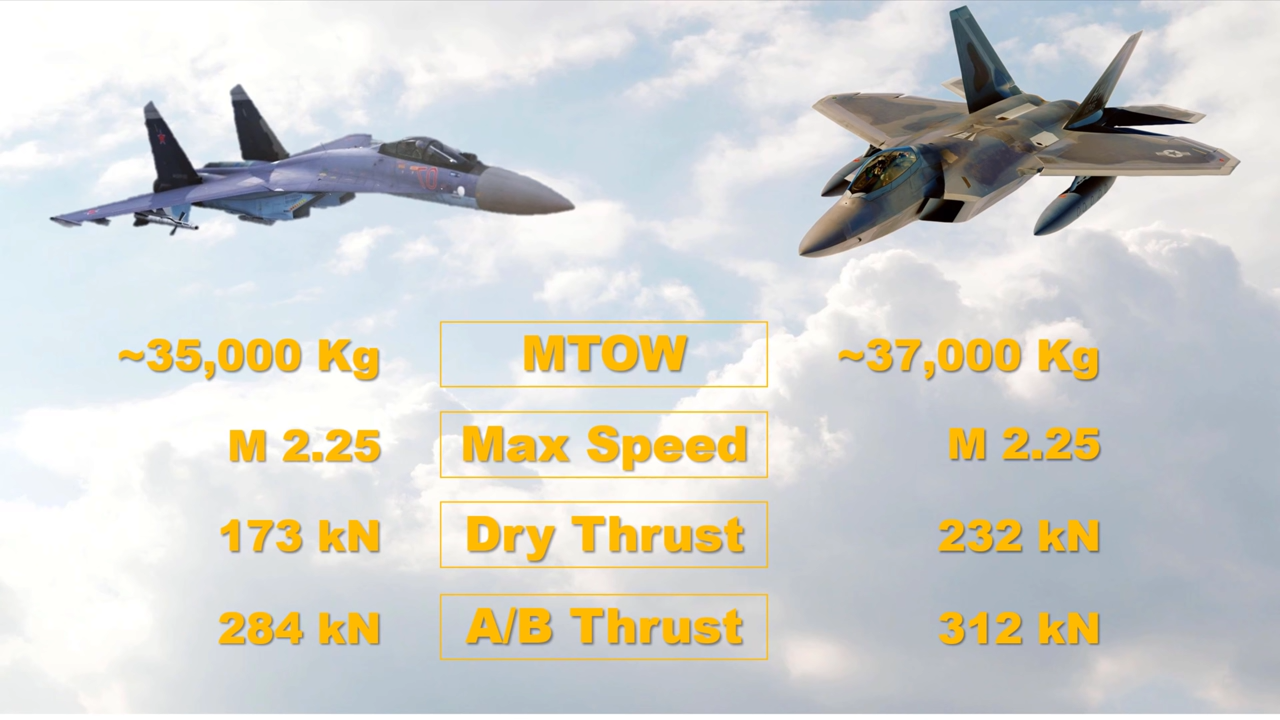 ~35,000 Kg MTOW ~37,000 Kg
M 2.25 Max Speed M 2.25
173 kN Dry Thrust 232 kN
284 kN A/B Thrust 312 kN